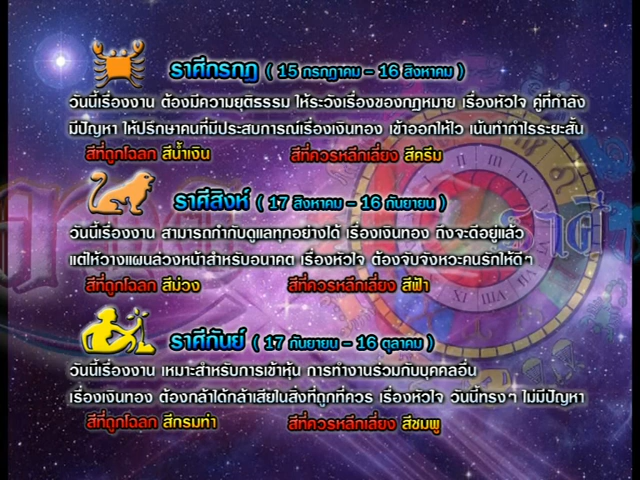 ราศีกรกฎ ( 15 กรกฎาคม - 16 สิงหาคม )
วันนี้เรื่องงาน ต้องมีความยุติธรรม ให้ระวังเรื่องของกฎหมาย เรื่องหัวใจ คู่ที่กำลัง
มีปัญหา ให้ปรึกษาคนที่มีประสบการณ์เรื่องเงินทอง เข้าออกให้ไว เน้นทำกำไรระยะสั้น
สีที่ถูกโฉลก สีน้ำเงิน สีที่ควรหลีกเลี่ยง สีครีม
ราศีสิงห์ ( 17 สิงหาคม - 16 กันยายน )
วันนี้เรื่องงาน สามารถกำกับดูแลทุกอย่างได้ เรื่องเงินทอง ถึงจะดีอยู่แล้ว
แต่ให้วางแผนล่วงหน้าสำหรับอนาคต เรื่องหัวใจ ต้องจับจังหวะคนรักให้ดีๆ
สีที่ถูกโฉลก สีม่วง สีที่ควรหลีกเลี่ยง สีฟ้า
ราศีกันย์ ( 17 กันยายน - 16 ตุลาคม )
วันนี้เรื่องงาน เหมาะสำหรับการเข้าหุ้น การทำงานร่วมกับบุคคลอื่น
เรื่องเงินทอง ต้องกล้าได้กล้าเสียในสิ่งที่ถูกที่ควร เรื่องหัวใจ วันนี้ทรงๆ ไม่มีปัญหา
สีที่ถูกโฉลก สีกรมท่า สีที่ควรหลีกเลี่ยง สีชมพู
ราศี